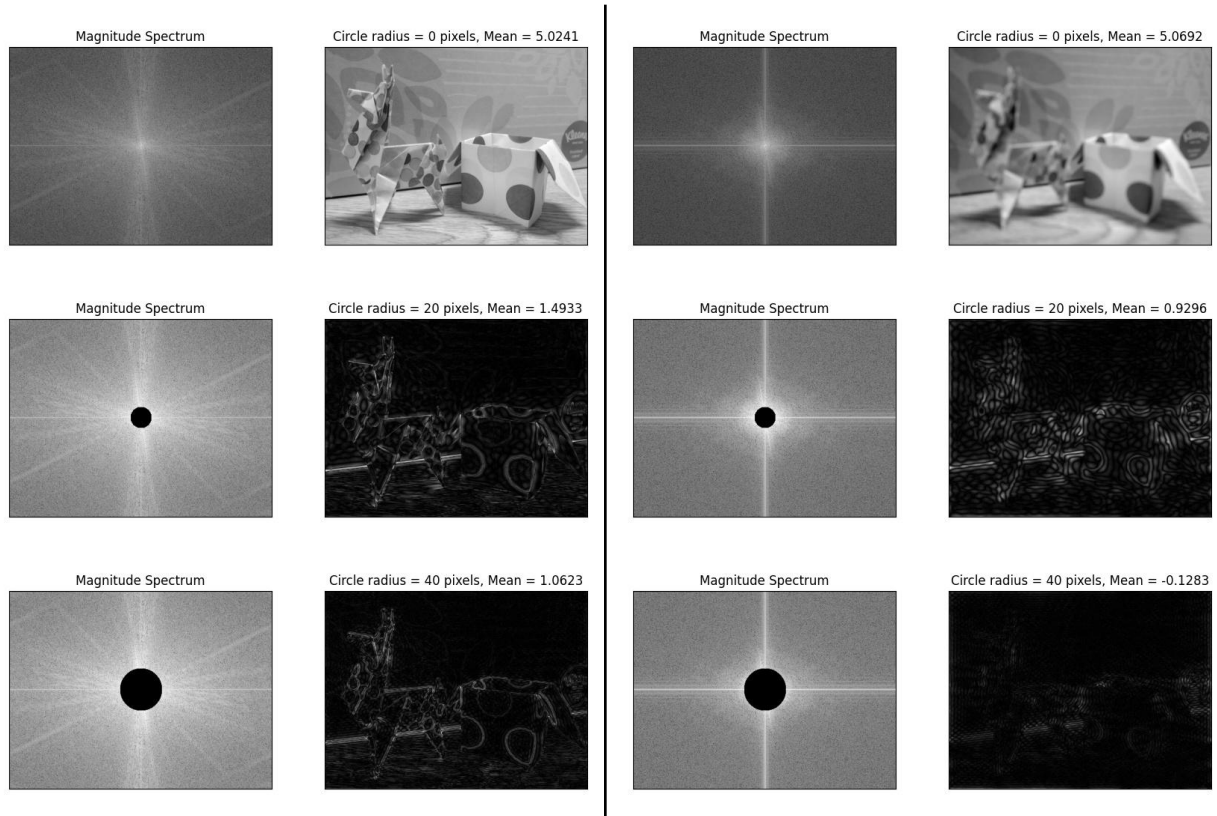 Magnitude Spectrum
Circle radius = 0 pixels, Mean = 5.0241
Magnitude Spectrum
Circle radius = 0 pixels, Mean = 5.0692
Kleenex
Magnitude Spectrum
Circle radius = 20 pixels, Mean = 1.4933
Magnitude Spectrum
Circle radius = 20 pixels, Mean = 0.9296
Magnitude Spectrum
Circle radius = 40 pixels, Mean = 1.0623
Magnitude Spectrum
Circle radius = 40 pixels, Mean = -0.1283